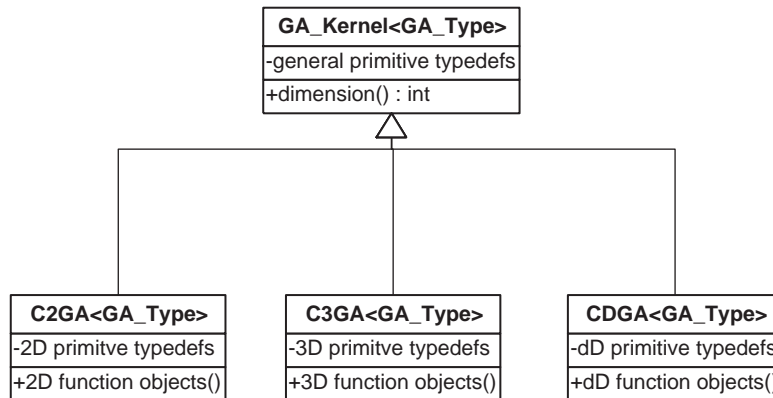 GA_Kernel<GA_Type>
-general primitive typedefs
+dimension() : int
C2GA<GA_Type>
-2D primitve typedefs
+2D function objects()
C3GA<GA_Type>
-3D primitve typedefs
+3D function objects()
CDGA<GA_Type>
-dD primitive typedefs
+dD function objects()